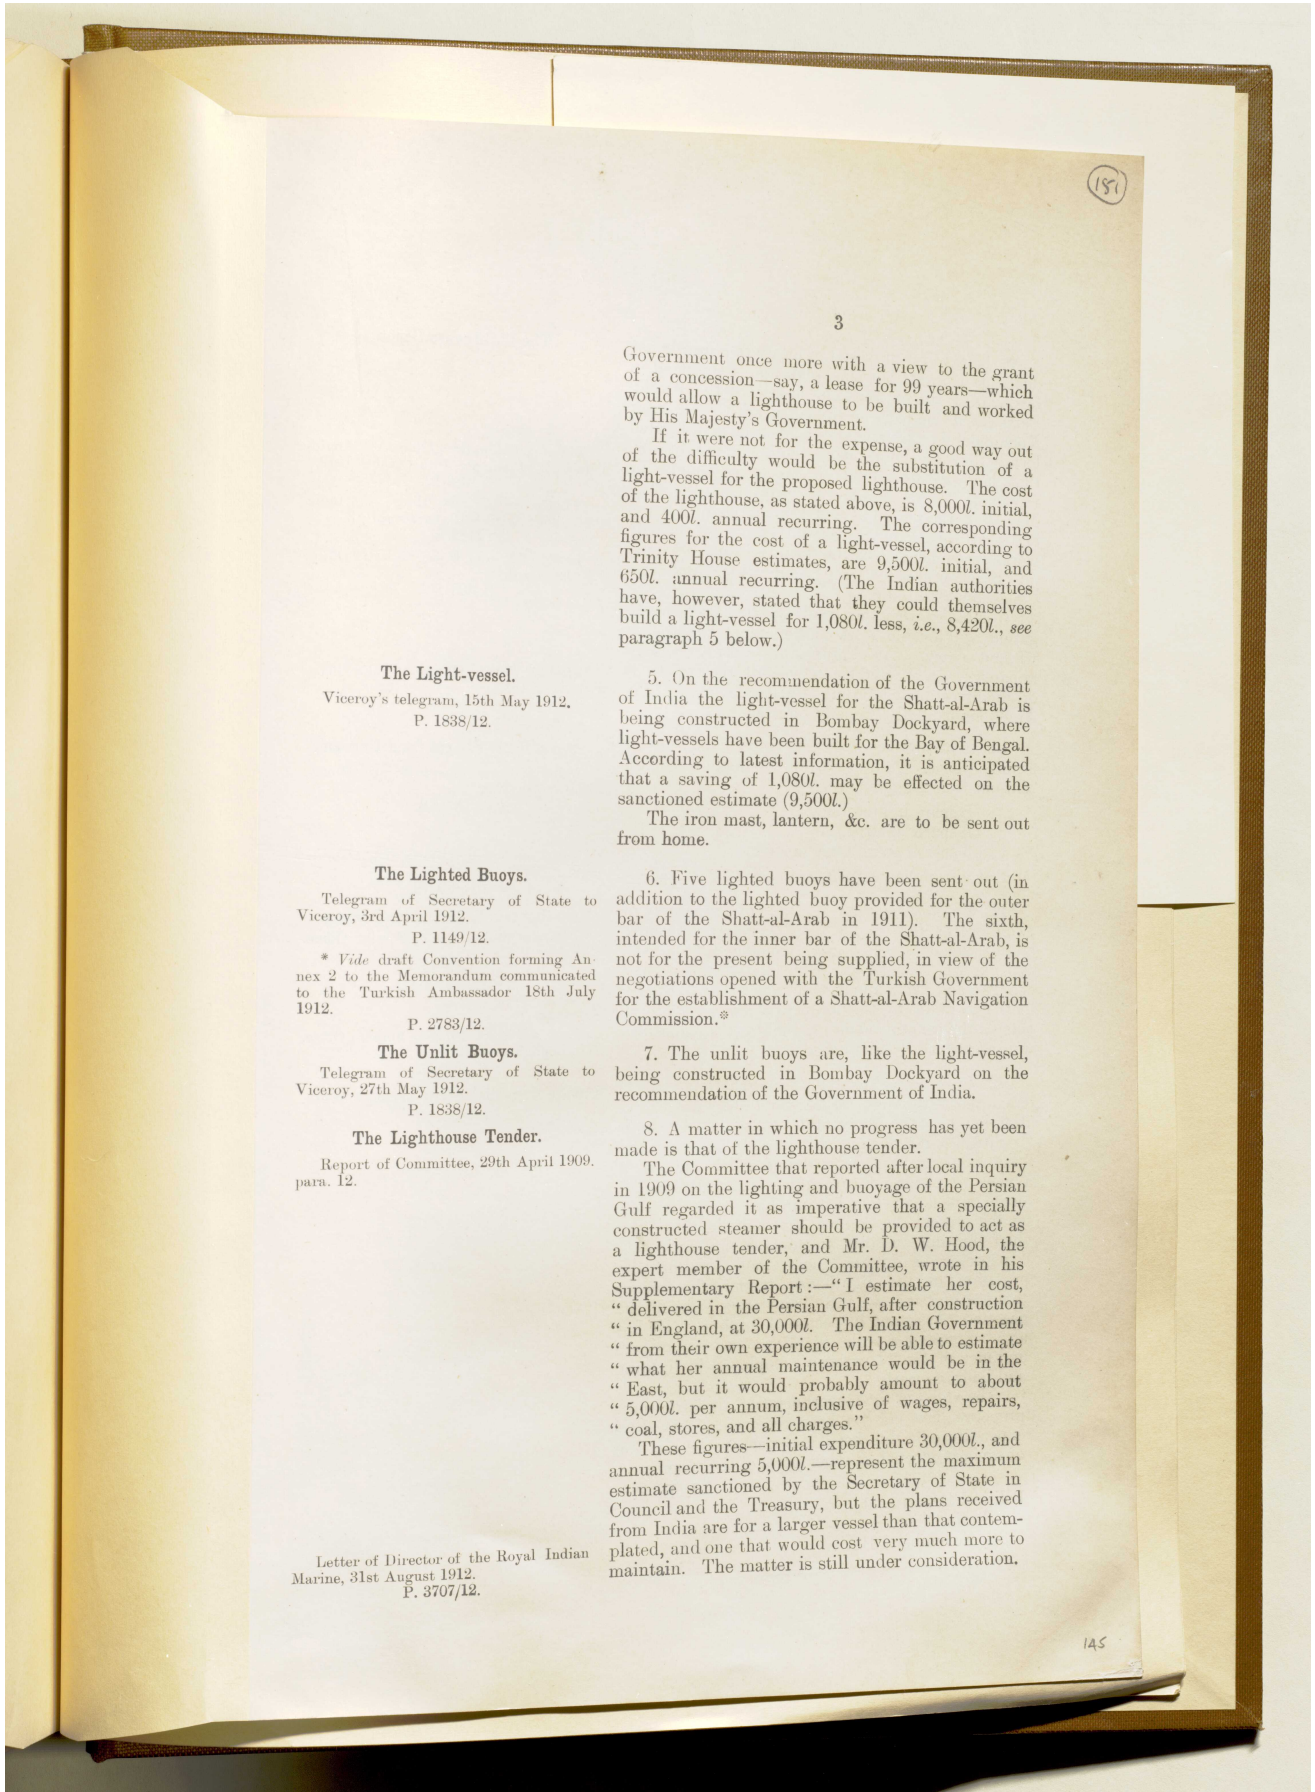 181
3
Government once more with a view to the grant
of a concession—say, a lease for 99 years—which
would allow a lighthouse to be built and worked
by His Majesty's Government.
If it were not for the expense, a good way out
of the difficulty would be the substitution of a
light-vessel for the proposed lighthouse. The cost
of the lighthouse, as stated above, is 8,000l. initial,
and 400l. annual recurring. The corresponding
figures for the cost of a light-vessel, according to
Trinity House estimates, are 9,500l. initial, and
650l. annual recurring. (The Indian authorities
have, however, stated that they could themselves
build a light-vessel for 1,080l. less, i.e., 8,420l., see
paragraph 5 below.)
The Light-vessel.
Viceroy's telegram, 15th May 1912.
P. 1838/12.
5. On the recommendation of the Government
of India the light-vessel for the Shatt-al-Arab is
being constructed in Bombay Dockyard, where
light-vessels have been built for the Bay of Bengal.
According to latest information, it is anticipated
that a saving of 1,080l. may be effected on the
sanctioned estimate (9,500l.)
The iron mast, lantern, &c. are to be sent out
from home.
The Lighted Buoys.
Telegram of Secretary of State to
Viceroy, 3rd April 1912.
P. 1149/12.
* Vide draft Convention forming An-
nex 2 to the Memorandum communicated
to the Turkish Ambassador 18th July
1912.
P. 2783/12.
6. Five lighted buoys have been sent out (in
addition to the lighted buoy provided for the outer
bar of the Shatt-al-Arab in 1911). The sixth,
intended for the inner bar of the Shatt-al-Arab, is
not for the present being supplied, in view of the
negotiations opened with the Turkish Government
for the establishment of a Shatt-al-Arab Navigation
Commission.*
The Unlit Buoys.
Telegram of Secretary of State to
Viceroy, 27th May 1912.
P. 1838/12.
7. The unlit buoys are, like the light-vessel,
being constructed in Bombay Dockyard on the
recommendation of the Government of India.
The Lighthouse Tender.
Report of Committee, 29th April 1909.
para. 12.
8. A matter in which no progress has yet been
made is that of the lighthouse tender.
The Committee that reported after local inquiry
in 1909 on the lighting and buoyage of the Persian
Gulf regarded it as imperative that a specially
constructed steamer should be provided to act as
a lighthouse tender, and Mr. D. W. Hood, the
expert member of the Committee, wrote in his
Supplementary Report:—"I estimate her cost,
" delivered in the Persian Gulf, after construction
" in England, at 30,000l. The Indian Government
" from their own experience will be able to estimate
" what her annual maintenance would be in the
" East, but it would probably amount to about
" 5,000l. per annum, inclusive of wages, repairs,
" coal, stores, and all charges."
These figures—initial expenditure 30,000l., and
annual recurring 5,000l.—represent the maximum
estimate sanctioned by the Secretary of State in
Council and the Treasury, but the plans received
from India are for a larger vessel than that contem-
plated, and one that would cost very much more to
maintain. The matter is still under consideration.
Letter of Director of the Royal Indian
Marine, 31st August 1912.
P. 3707/12.
145